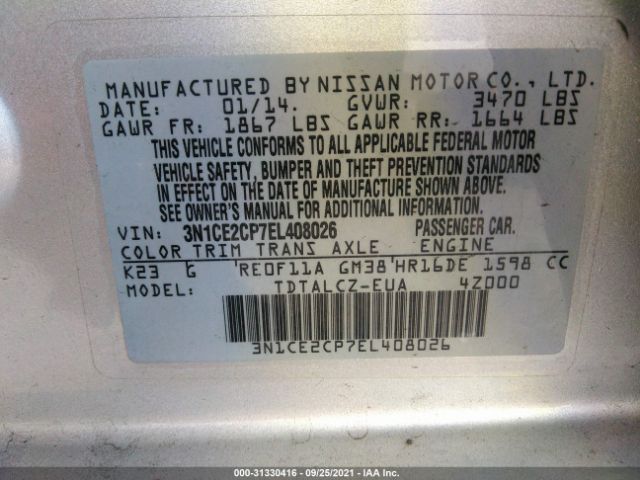 MANUFACTURED BY NISSAN MOTOR CO., LTD.
DATE: 01/14. GVWR: 3470 LBS
GAWR FR: 1867 LBS GAWR RR: 1664 LBS
THIS VEHICLE CONFORMS TO ALL APPLICABLE FEDERAL MOTOR
VEHICLE SAFETY, BUMPER AND THEFT PREVENTION STANDARDS
IN EFFECT ON THE DATE OF MANUFACTURE SHOWN ABOVE.
SEE OWNER'S MANUAL FOR ADDITIONAL INFORMATION.
VIN: 3N1CE2CP7EL408026 PASSENGER CAR.
COLOR TRIM TRANS AXLE ENGINE
K23 G 'RE0F11A GM38'HR16DE 1598 CC
TDTALCZ-EUA 4Z000
3N1CE2CP7EL408026
000-31330416 - 09/25/2021 - IAA Inc.